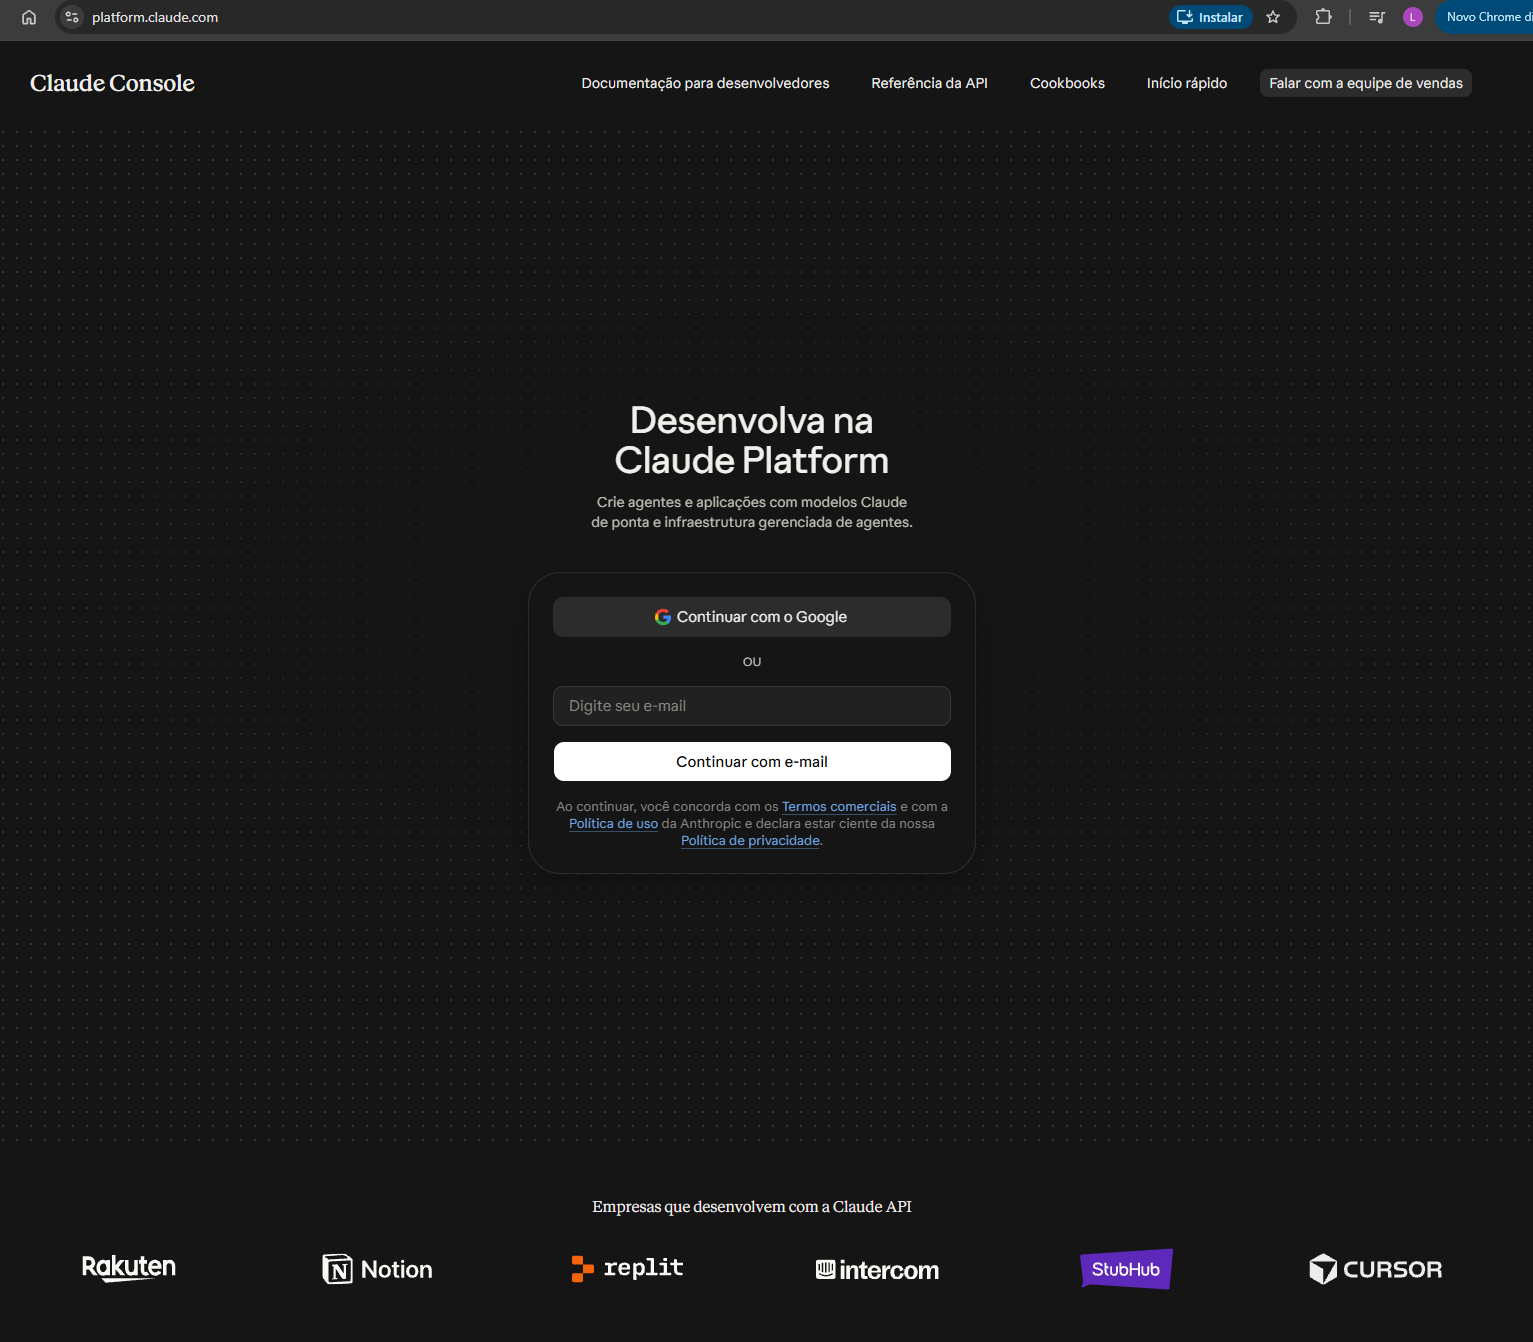 platform.claude.com
Instalar
L
Novo Chrome di
Claude Console
Documentação para desenvolvedores
Referência da API
Cookbooks
Início rápido
Falar com a equipe de vendas
Desenvolva na
Claude Platform
Crie agentes e aplicações com modelos Claude
de ponta e infraestrutura gerenciada de agentes.
Continuar com o Google
OU
Digite seu e-mail
Continuar com e-mail
Ao continuar, você concorda com os Termos comerciais e com a
Política de uso da Anthropic e declara estar ciente da nossa
Política de privacidade.
Empresas que desenvolvem com a Claude API
Rakuten
Notion
replit
intercom
StubHub
CURSOR